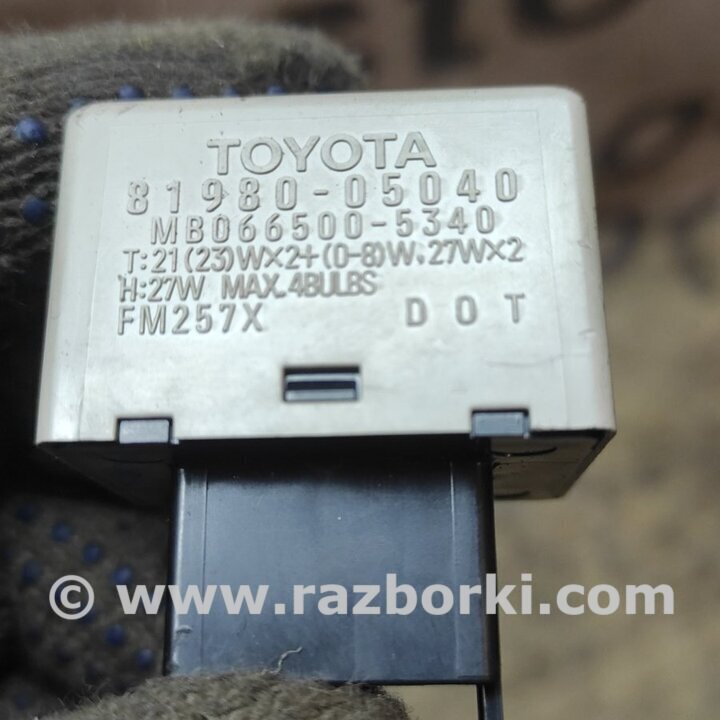 TOYOTA
81980-05040
MB066500-5340
T:21(23)W×2+(0-8)W,27W×2
H:27W MAX.4BULBS
FM257X DOT
© www.razborki.com